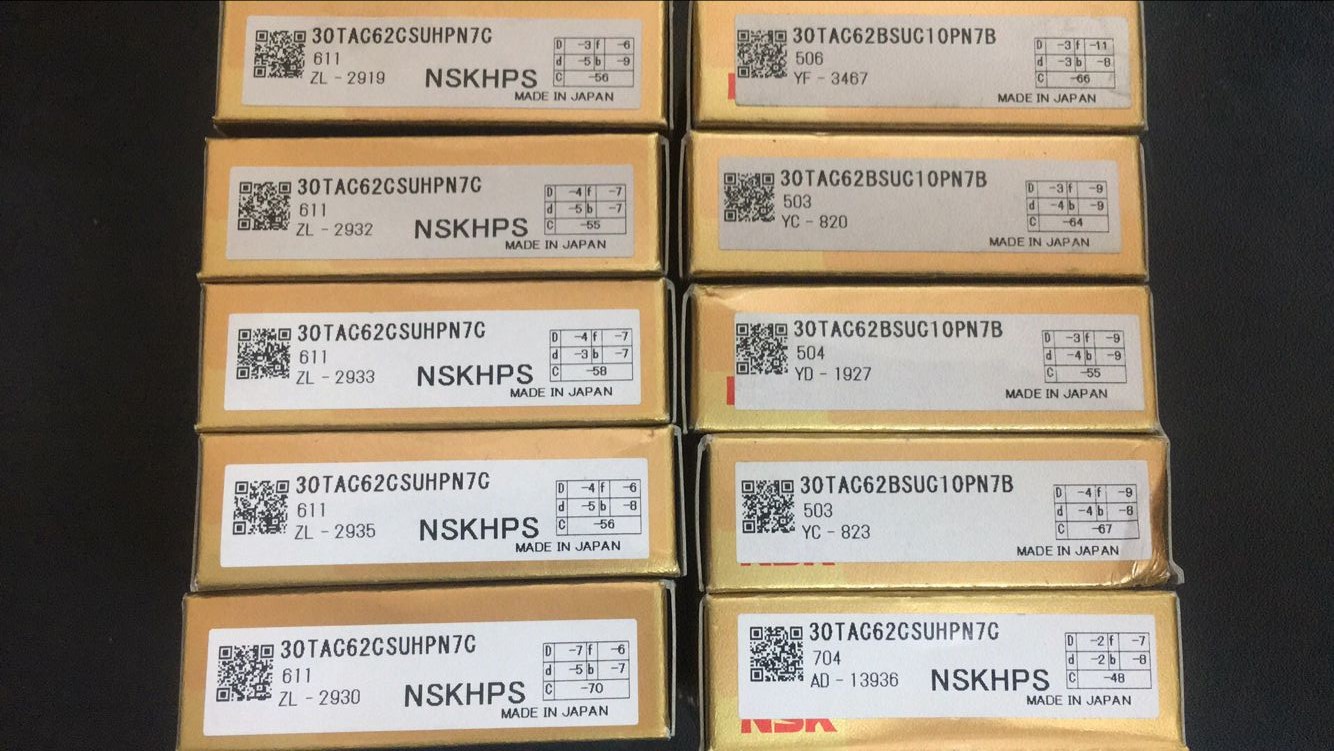 30TAC62CSUHPN7C
611
ZL - 2919
NSKHPS
D -3 f -6
d -5 b -9
C -56
MADE IN JAPAN
30TAC62CSUHPN7C
611
ZL - 2932
NSKHPS
D -4 f -7
d -5 b -7
C -55
MADE IN JAPAN
30TAC62CSUHPN7C
611
ZL - 2933
NSKHPS
D -4 f -7
d -3 b -7
C -58
MADE IN JAPAN
30TAC62CSUHPN7C
611
ZL - 2935
NSKHPS
D -4 f -6
d -5 b -8
C -56
MADE IN JAPAN
30TAC62CSUHPN7C
611
ZL - 2930
NSKHPS
D -7 f -6
d -5 b -7
C -70
MADE IN JAPAN
30TAC62BSUC10PN7B
506
YF - 3467
D -3 f -11
d -3 b -8
C -66
MADE IN JAPAN
30TAC62BSUC10PN7B
503
YC - 820
D -3 f -9
d -4 b -9
C -64
MADE IN JAPAN
30TAC62BSUC10PN7B
504
YD - 1927
D -3 f -9
d -4 b -9
C -55
MADE IN JAPAN
30TAC62BSUC10PN7B
503
YC - 823
D -4 f -9
d -4 b -8
C -67
MADE IN JAPAN
NSK
30TAC62CSUHPN7C
704
AD - 13936
NSKHPS
D -2 f -7
d -2 b -8
C -48
MADE IN JAPAN
NSK